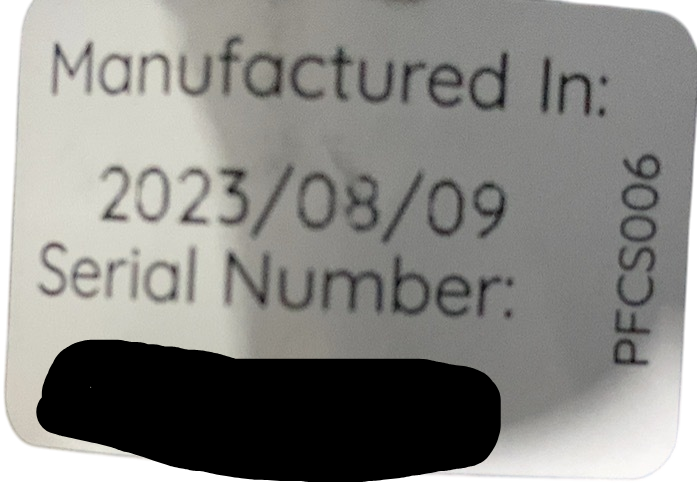 Manufactured In:
2023/08/09
Serial Number:
PFCS006